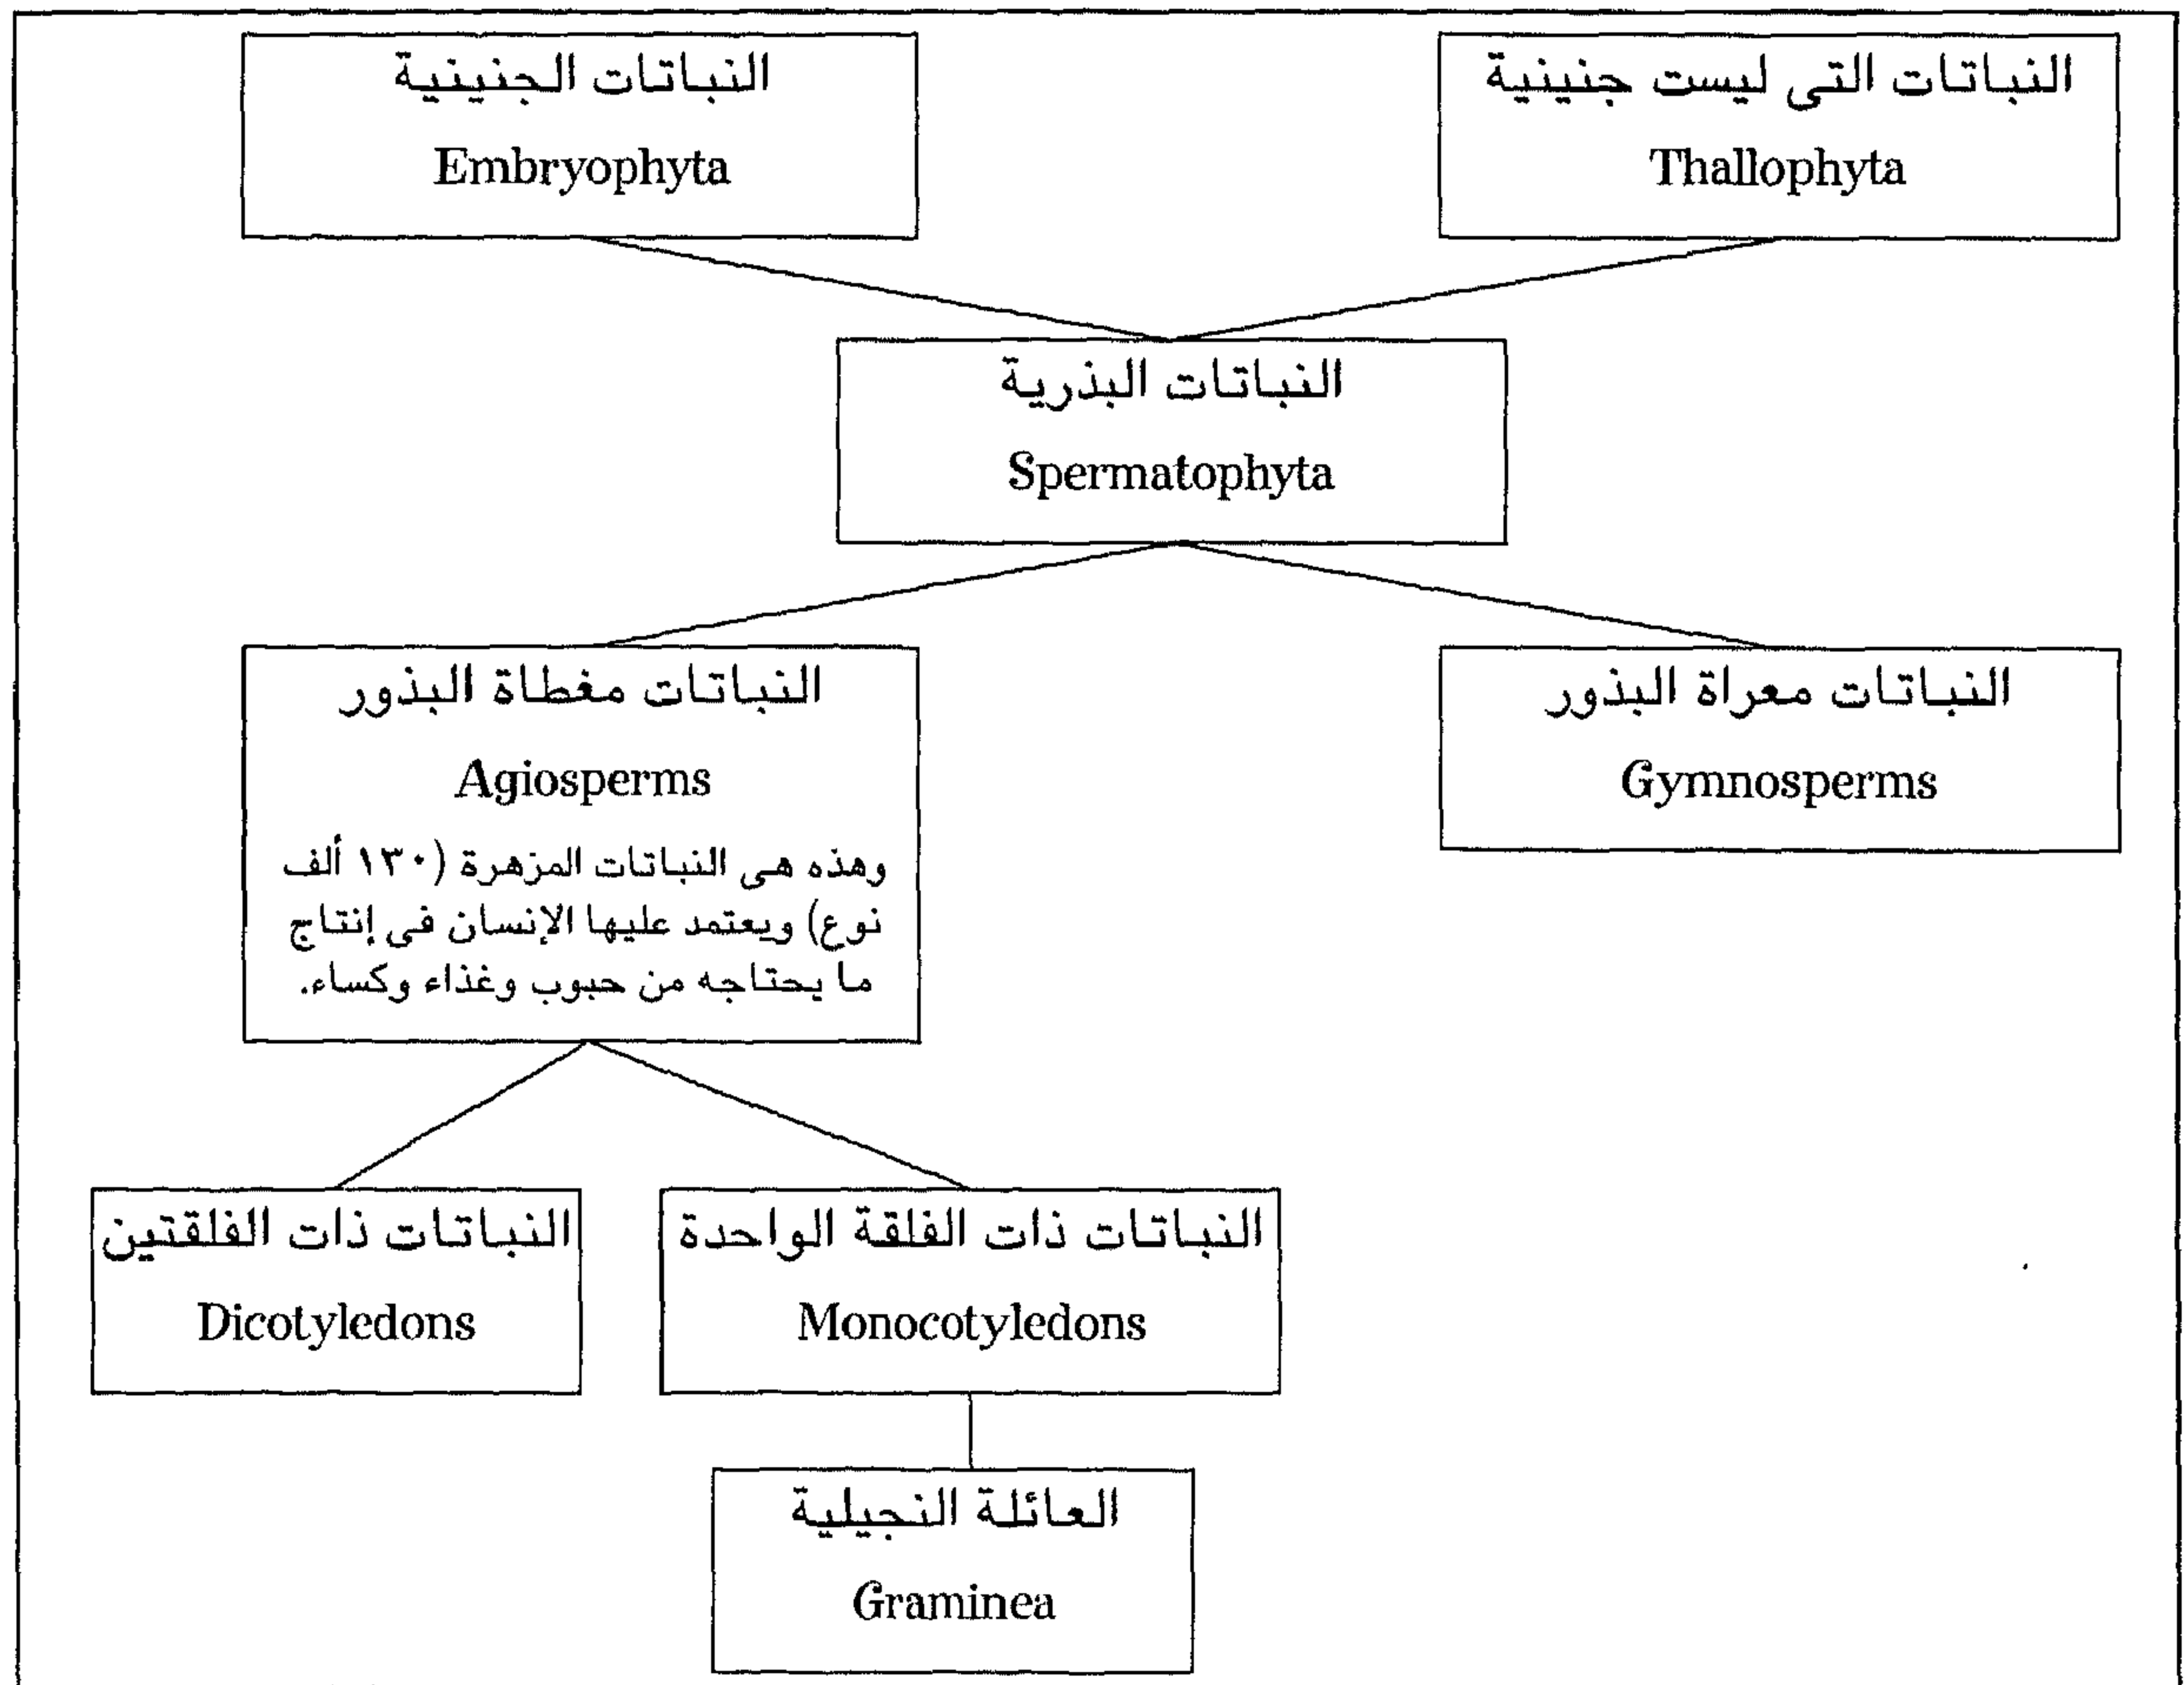 النباتات التى ليست جنينية
Thallophyta
النباتات الجنينية
Embryophyta
النباتات البذرية
Spermatophyta
النباتات معراة البذور
Gymnosperms
النباتات مغطاة البذور
Agiosperms
وهذه هى النباتات المزهرة (١٣٠ ألف
نوع) ويعتمد عليها الإنسان فى إنتاج
ما يحتاجه من حبوب وغذاء وكساء.
النباتات ذات الفلقة الواحدة
Monocotyledons
النباتات ذات الفلقتين
Dicotyledons
العائلة النجيلية
Graminea